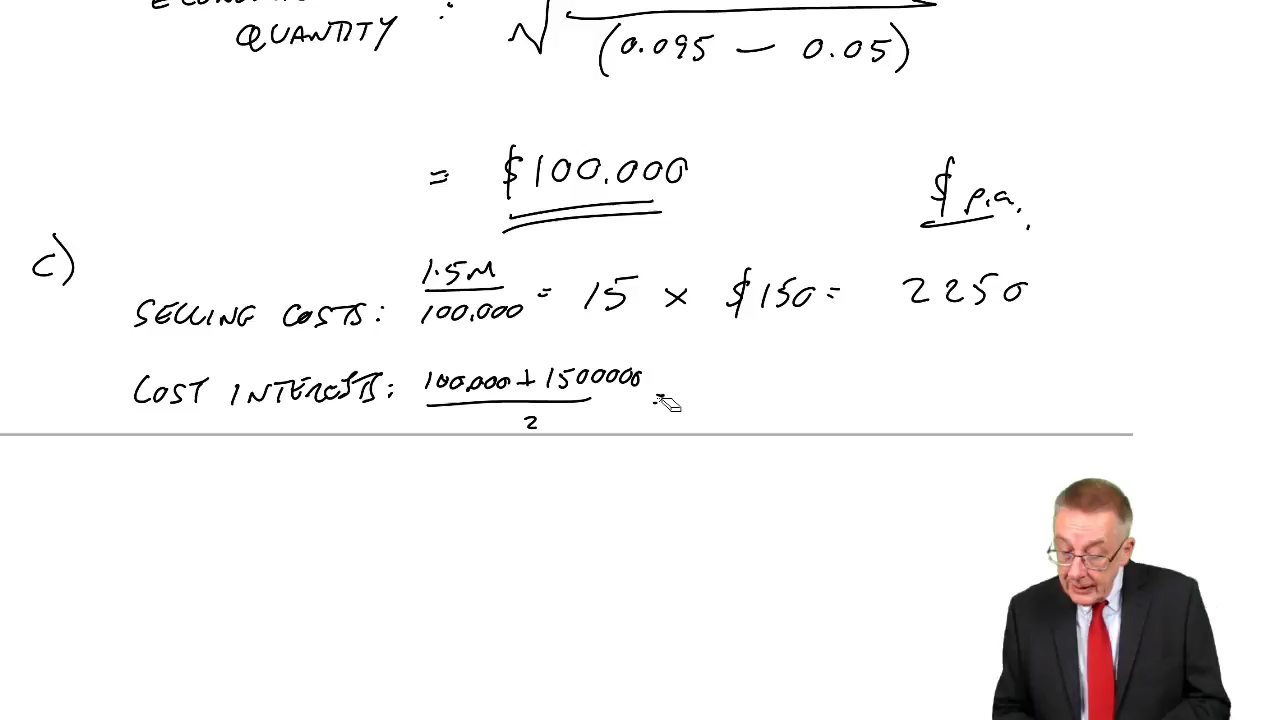 QUANTITY : √
(0.095 - 0.05)
= $100.000
$ p.a.
c)
SELLING COSTS: 1.5M / 100.000 = 15 × $150 = 2250
COST INTERESTS: 100.000 + 1500000 / 2 =